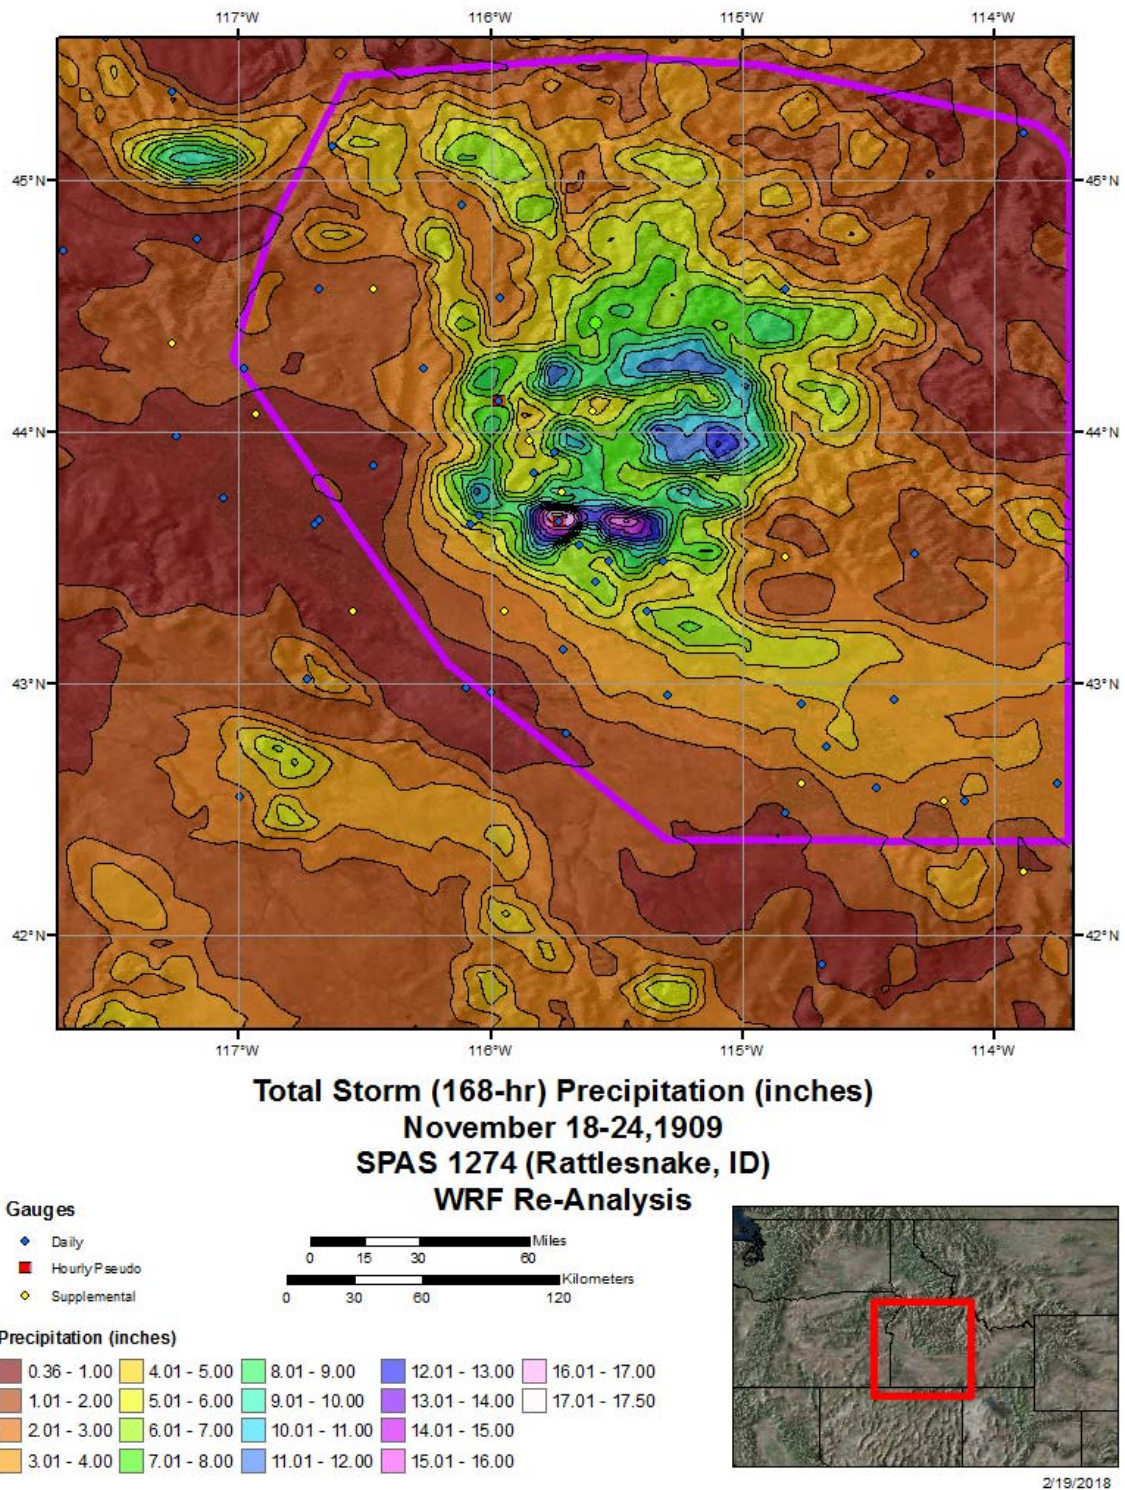 117°W 116°W 115°W 114°W
45°N 45°N
44°N 44°N
43°N 43°N
42°N 42°N
117°W 116°W 115°W 114°W
Total Storm (168-hr) Precipitation (inches)
November 18-24,1909
SPAS 1274 (Rattlesnake, ID)
WRF Re-Analysis
Gauges
Daily
Hourly Pseudo
Supplemental
Miles
0 15 30 60
Kilometers
0 30 60 120
Precipitation (inches)
0.36 - 1.00 4.01 - 5.00 8.01 - 9.00 12.01 - 13.00 16.01 - 17.00
1.01 - 2.00 5.01 - 6.00 9.01 - 10.00 13.01 - 14.00 17.01 - 17.50
2.01 - 3.00 6.01 - 7.00 10.01 - 11.00 14.01 - 15.00
3.01 - 4.00 7.01 - 8.00 11.01 - 12.00 15.01 - 16.00
2/19/2018